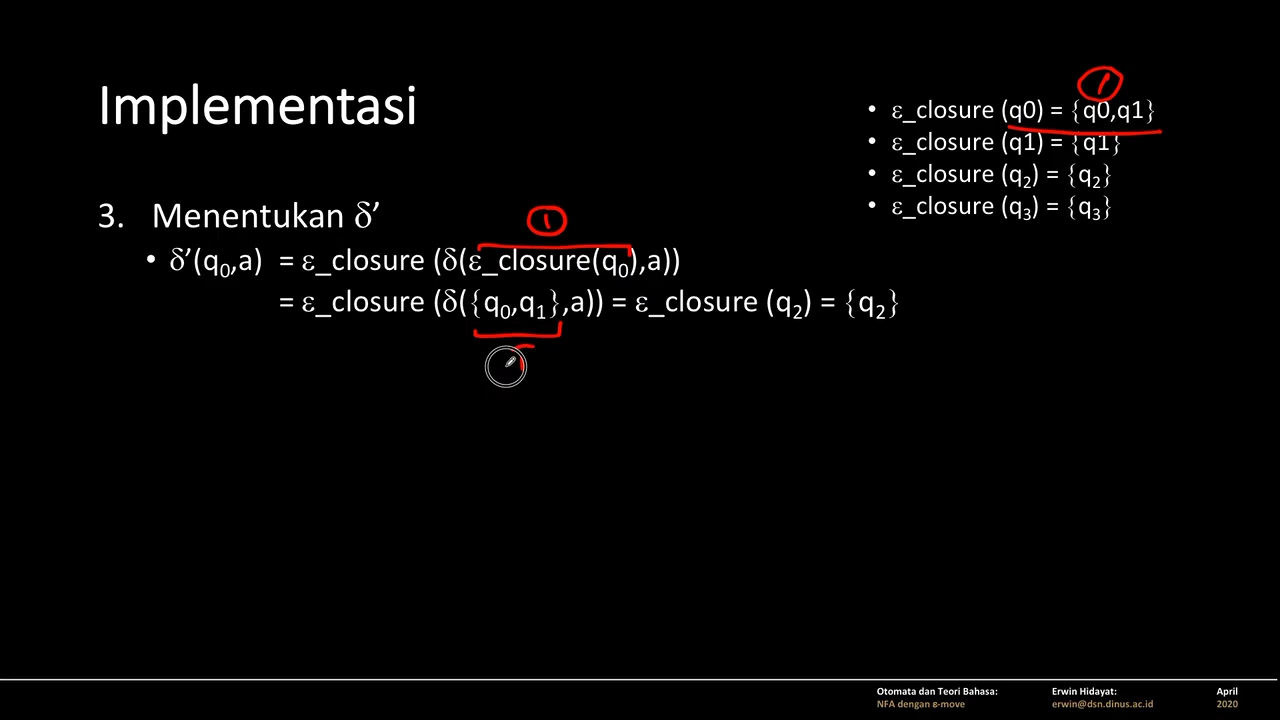 Implementasi
①
• ε_closure (q0) = {q0,q1}
• ε_closure (q1) = {q1}
• ε_closure (q₂) = {q₂}
• ε_closure (q₃) = {q₃}
3. Menentukan δ’
①
• δ’(q₀,a) = ε_closure (δ(ε_closure(q₀),a))
= ε_closure (δ({q₀,q₁},a)) = ε_closure (q₂) = {q₂}
Otomata dan Teori Bahasa:
NFA dengan ε-move
Erwin Hidayat:
erwin@dsn.dinus.ac.id
April
2020